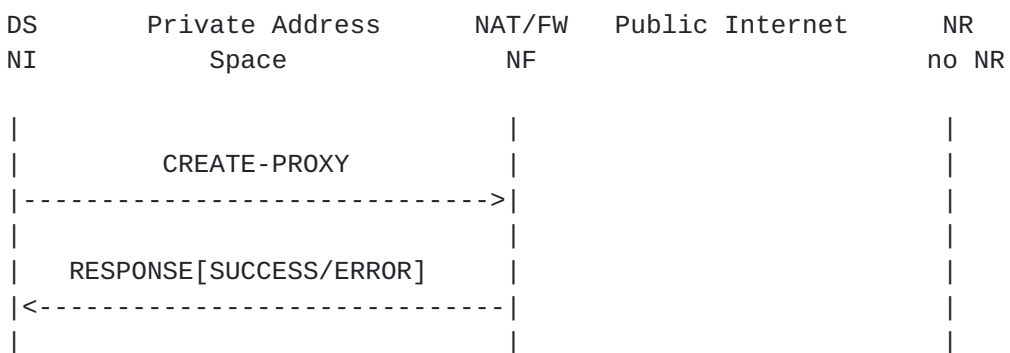 DS Private Address NAT/FW Public Internet NR
NI Space NF no NR
CREATE-PROXY
RESPONSE[SUCCESS/ERROR]